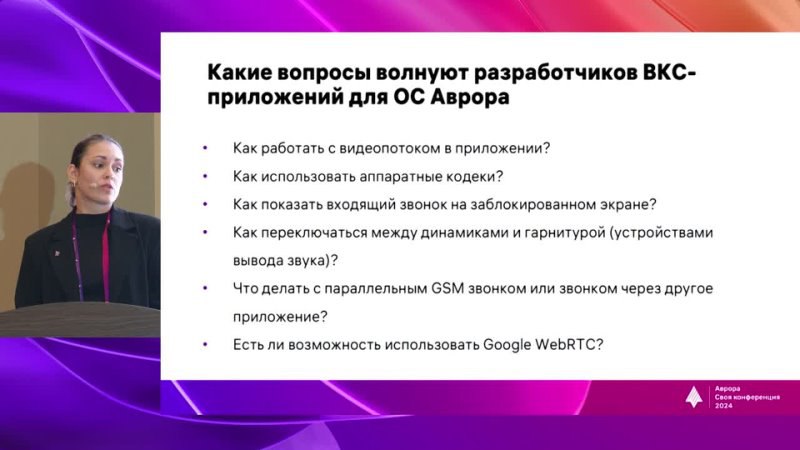 Какие вопросы волнуют разработчиков ВКС-
приложений для ОС Аврора
• Как работать с видеопотоком в приложении?
• Как использовать аппаратные кодеки?
• Как показать входящий звонок на заблокированном экране?
• Как переключаться между динамиками и гарнитурой (устройствами
вывода звука)?
• Что делать с параллельным GSM звонком или звонком через другое
приложение?
• Есть ли возможность использовать Google WebRTC?
Аврора
Своя конференция
2024